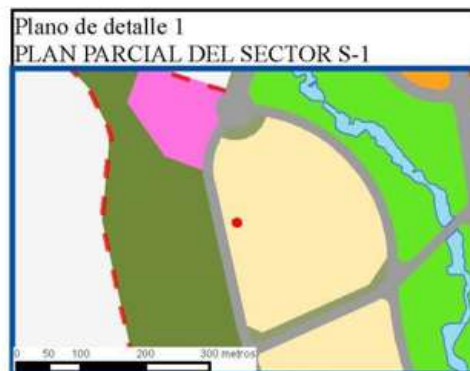 Plano de detalle 1
PLAN PARCIAL DEL SECTOR S-1
0 50 100 200 300 metros